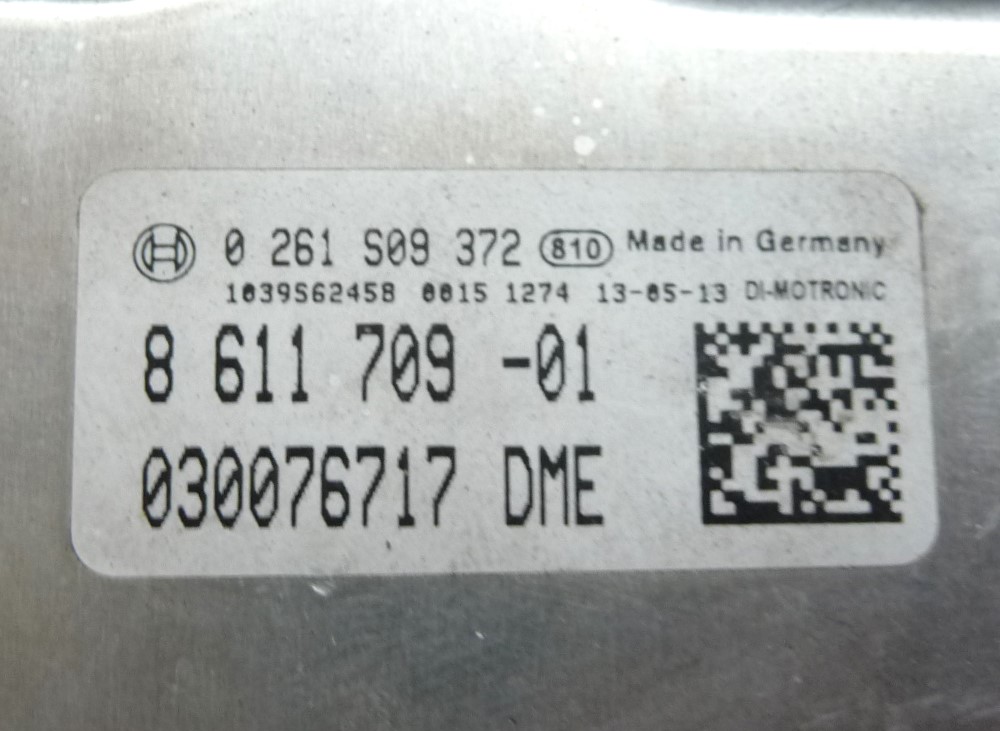 0 261 S09 372 810 Made in Germany
1039S62458 0015 1274 13-05-13 DI-MOTRONIC
8 611 709 -01
030076717 DME